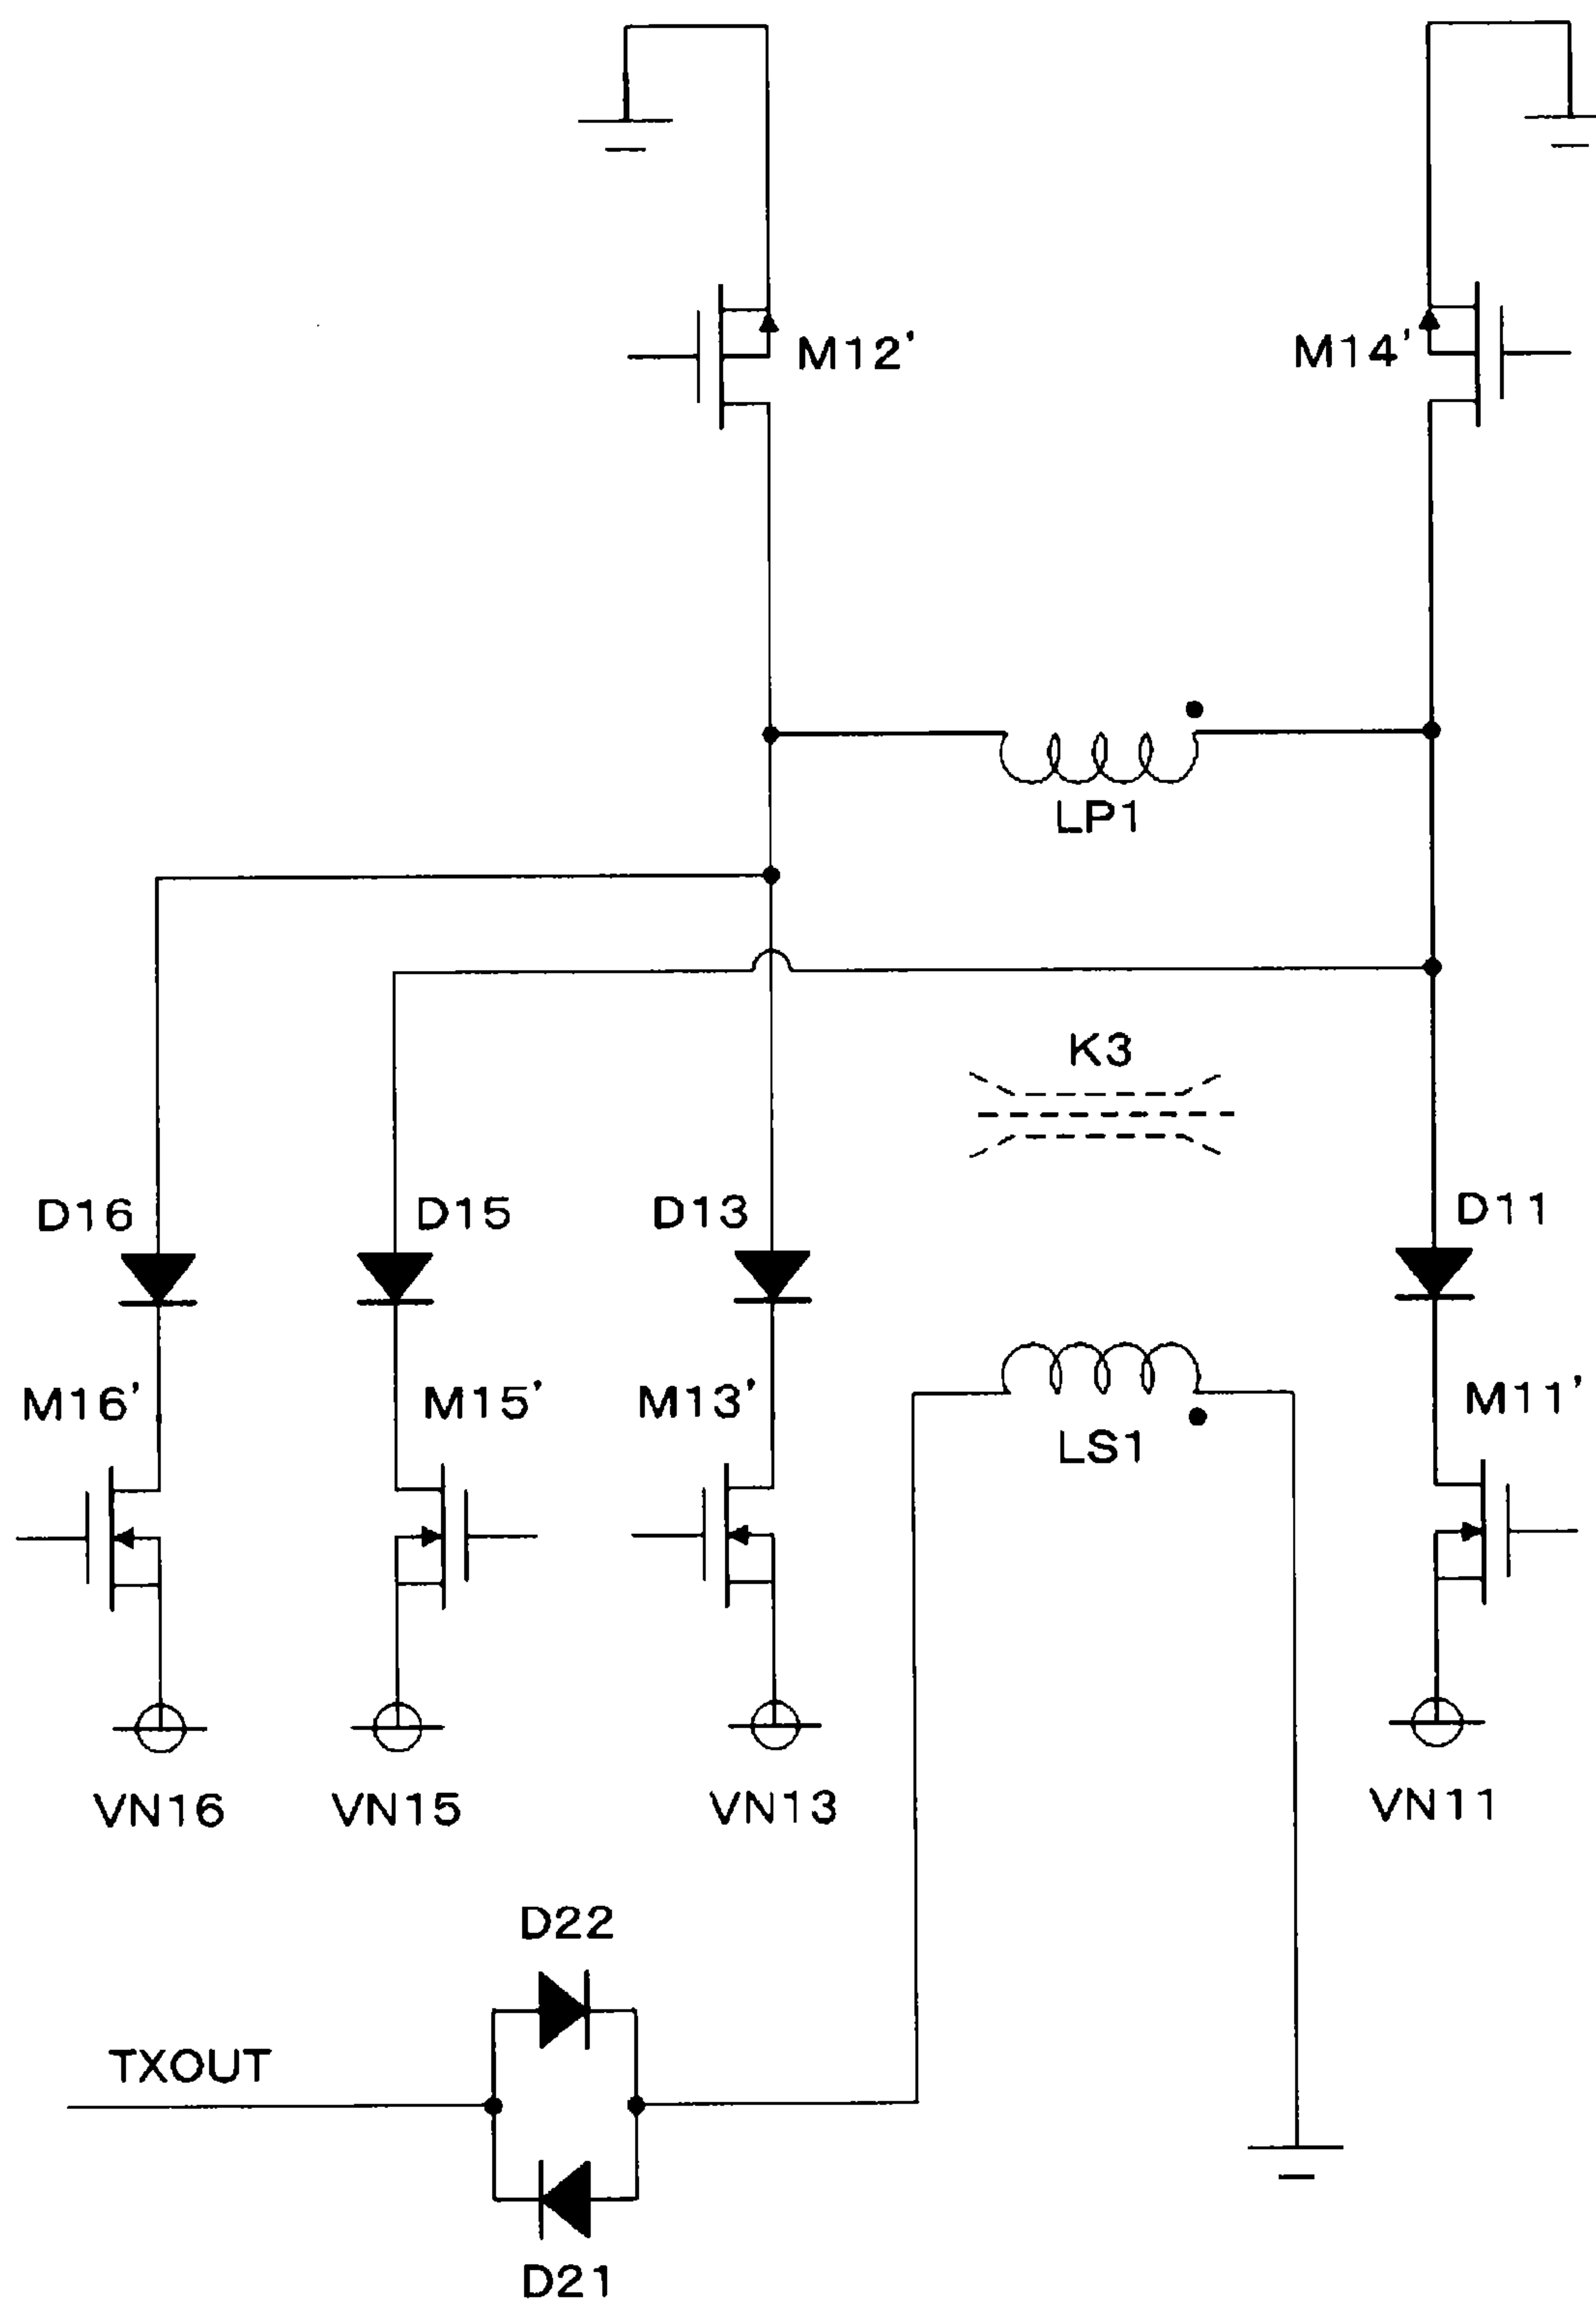 M12'
M14'
LP1
K3
D16
D15
D13
D11
M16'
M15'
M13'
M11'
LS1
VN16
VN15
VN13
VN11
D22
TXOUT
D21